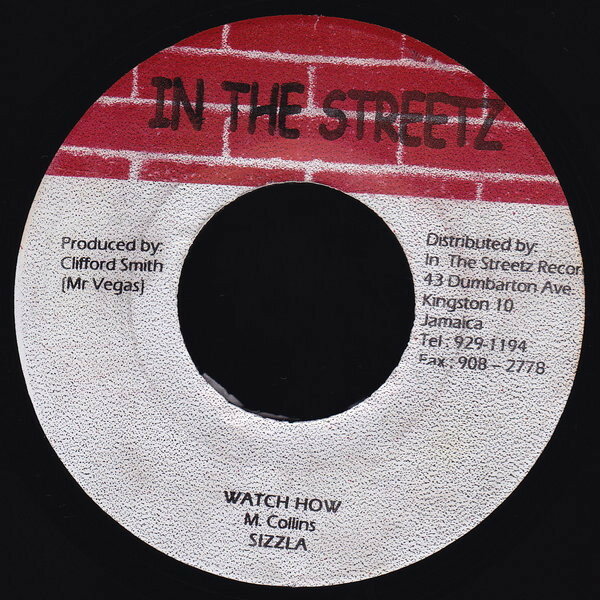 IN THE STREETZ
Produced by:
Clifford Smith
(Mr Vegas)
Distributed by:
In The Streetz Recor
43 Dumbarton Ave.
Kingston 10
Jamaica
Tel : 929-1194
Fax : 908 – 2778
WATCH HOW
M. Collins
SIZZLA